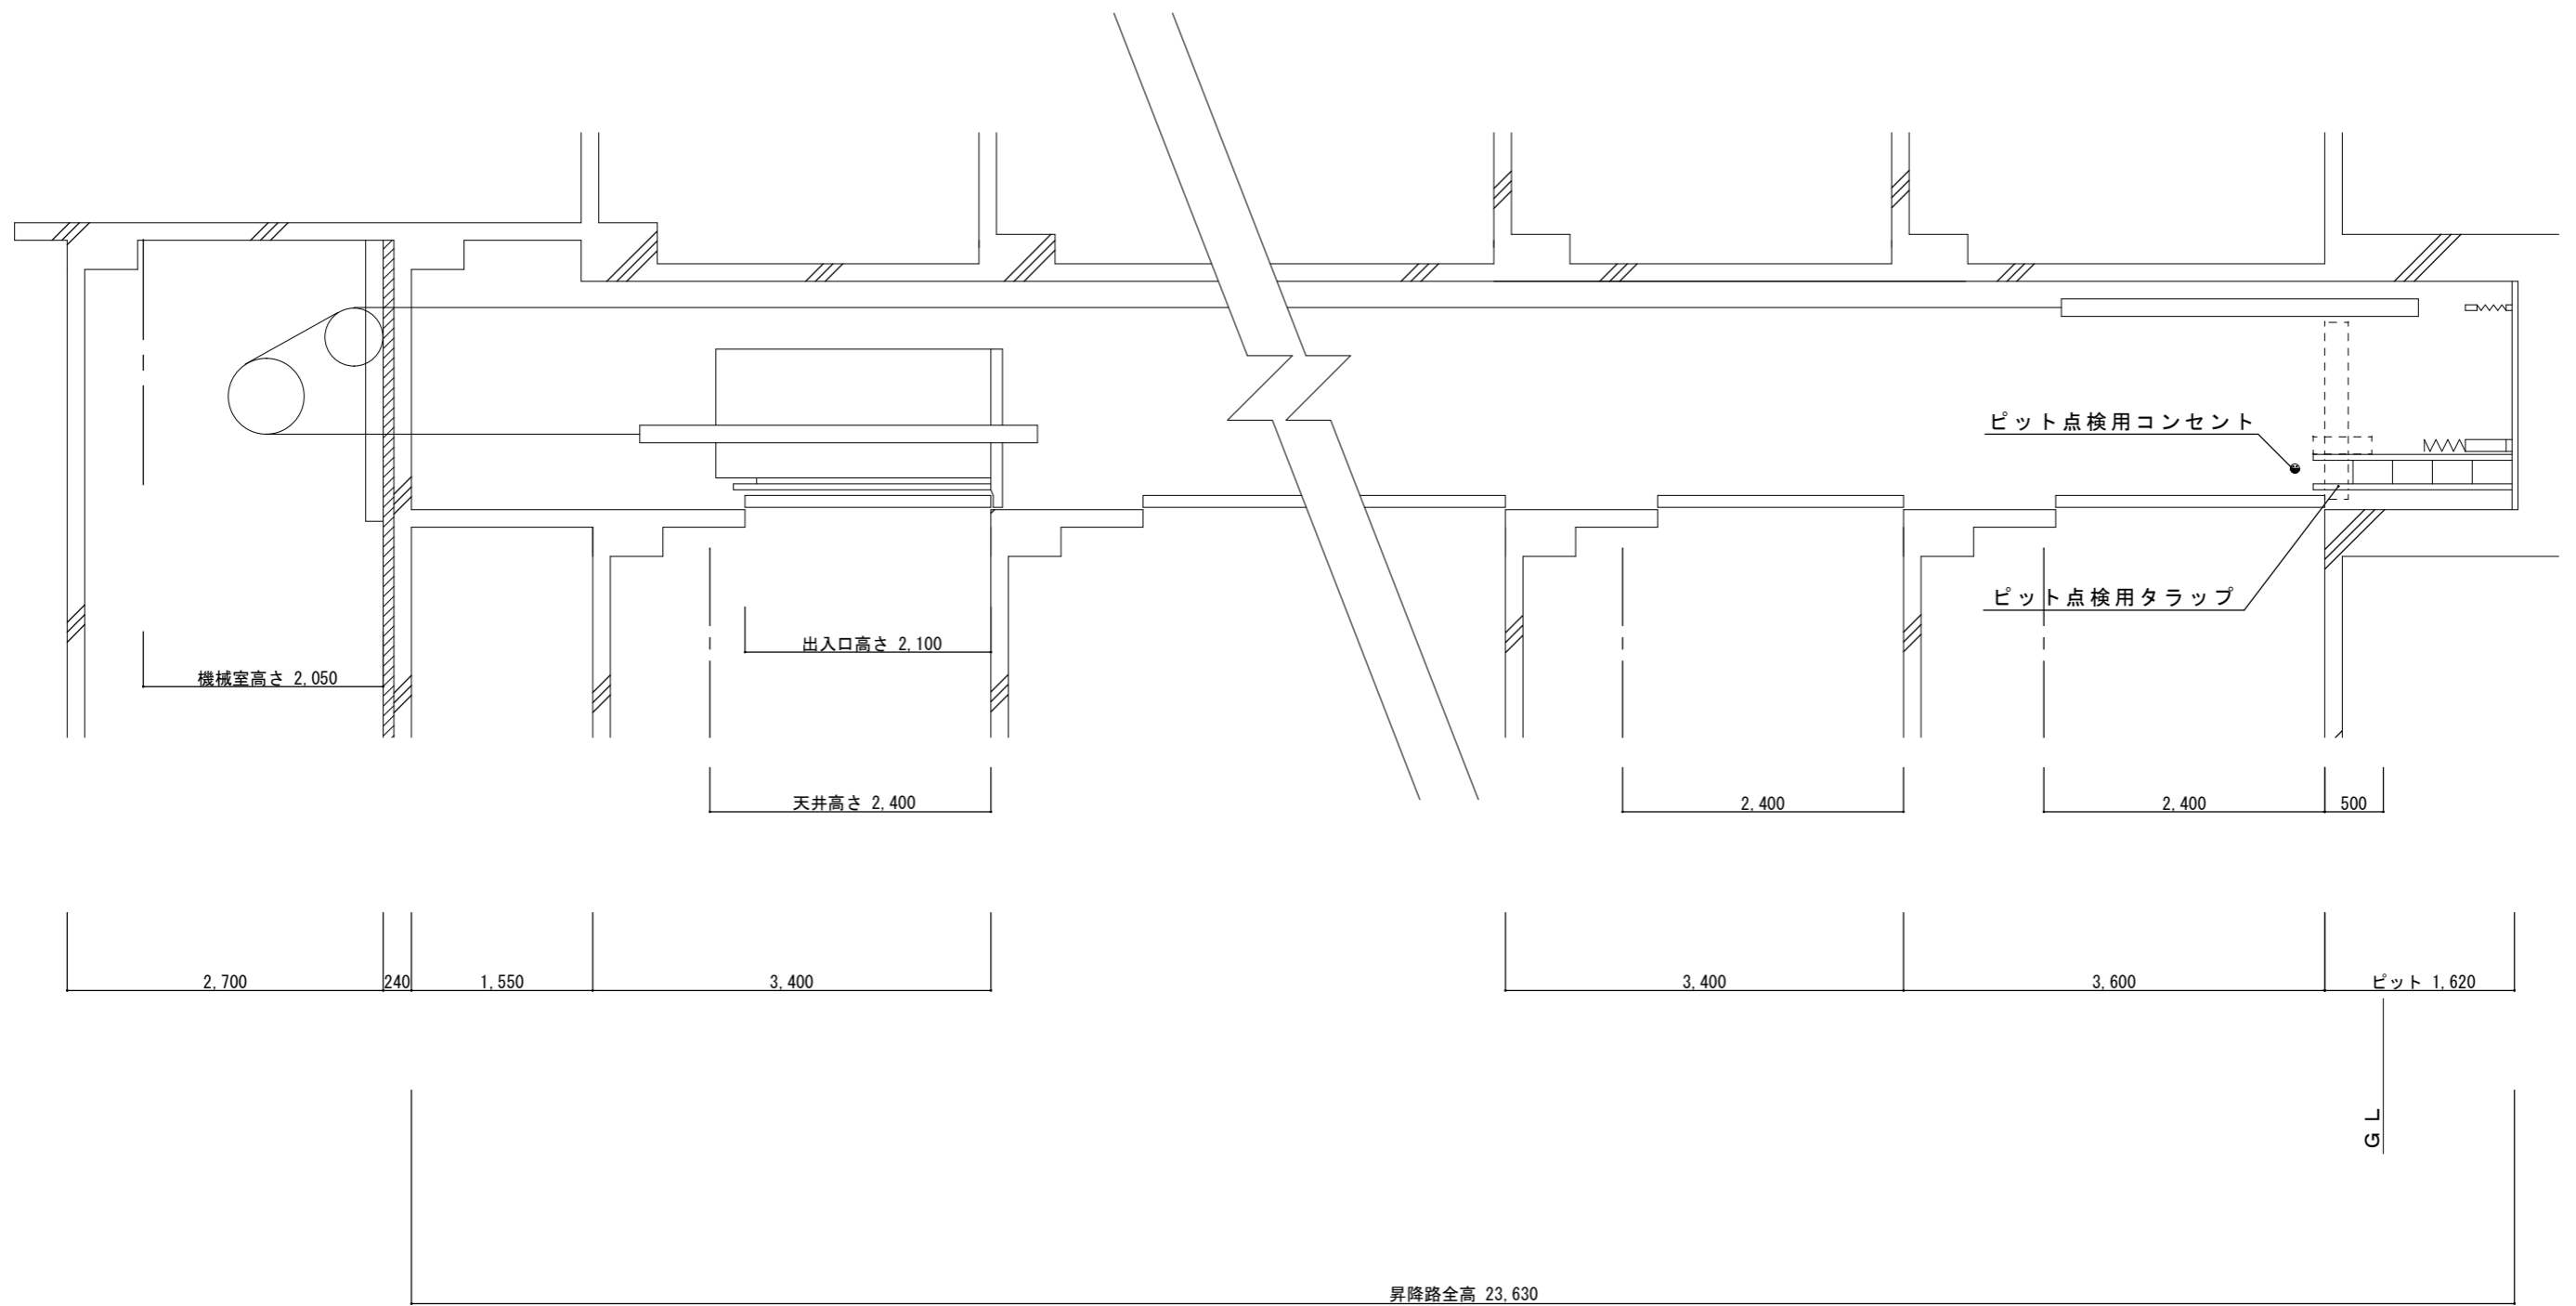 ピット点検用コンセント
ピット点検用タラップ
出入口高さ 2,100
機械室高さ 2,050
天井高さ 2,400
2,400
2,400
500
2,700
240
1,550
3,400
3,400
3,600
ピット 1,620
ＧＬ
昇降路全高 23,630